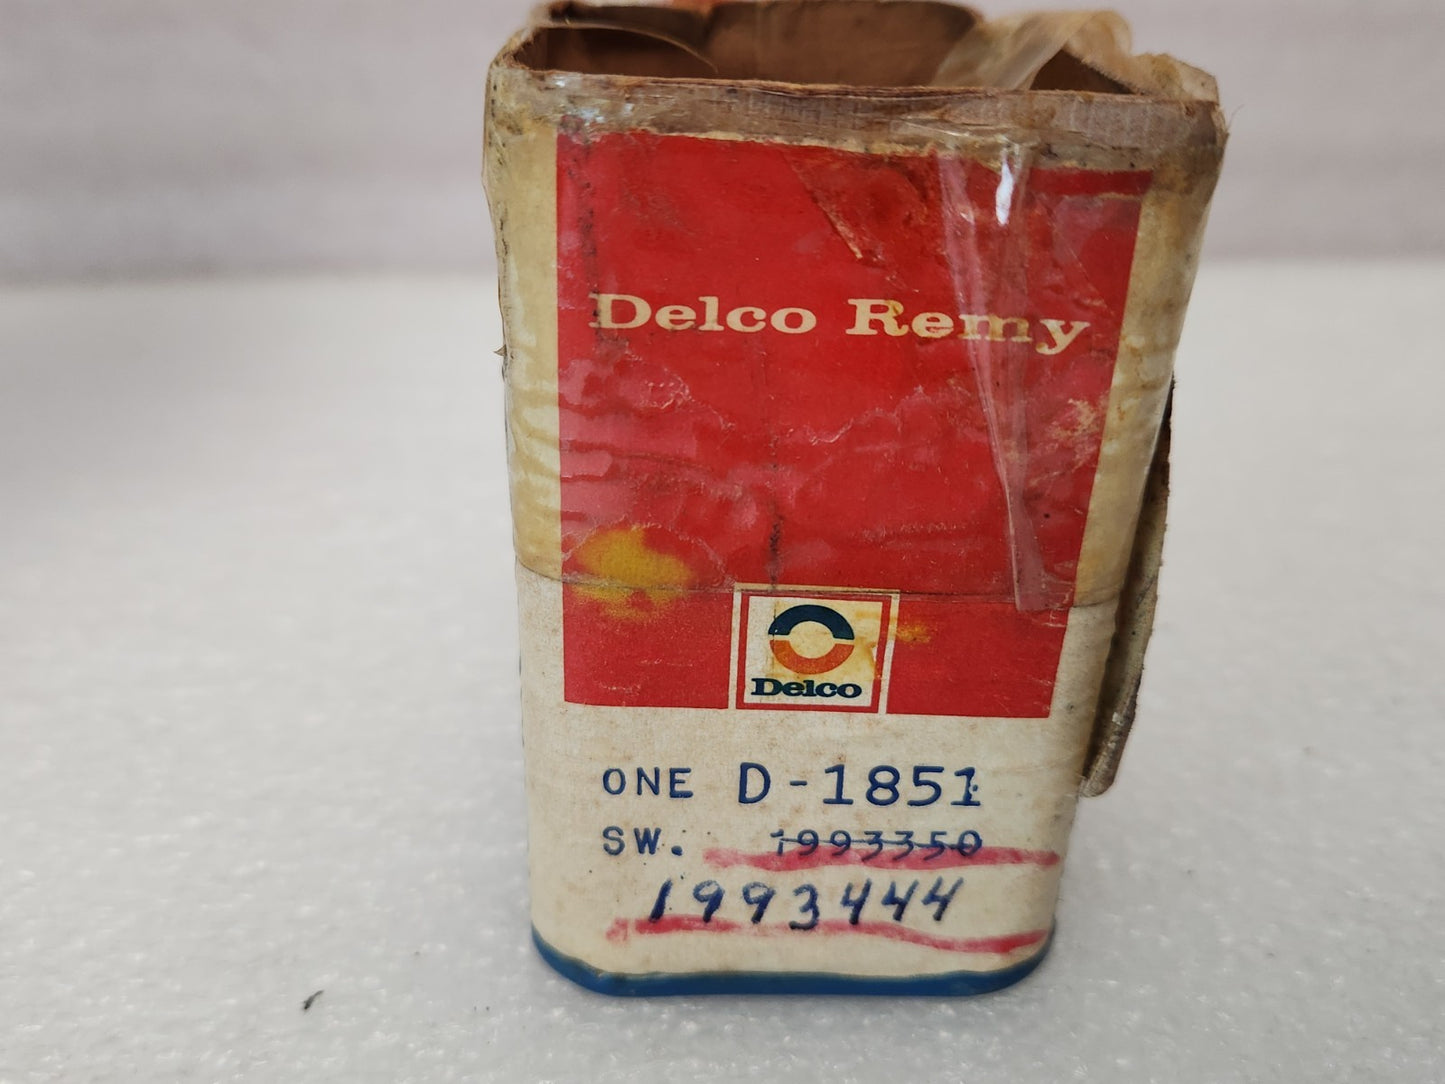 Delco Remy
Delco
ONE D-1851
SW. 1993350
1993444